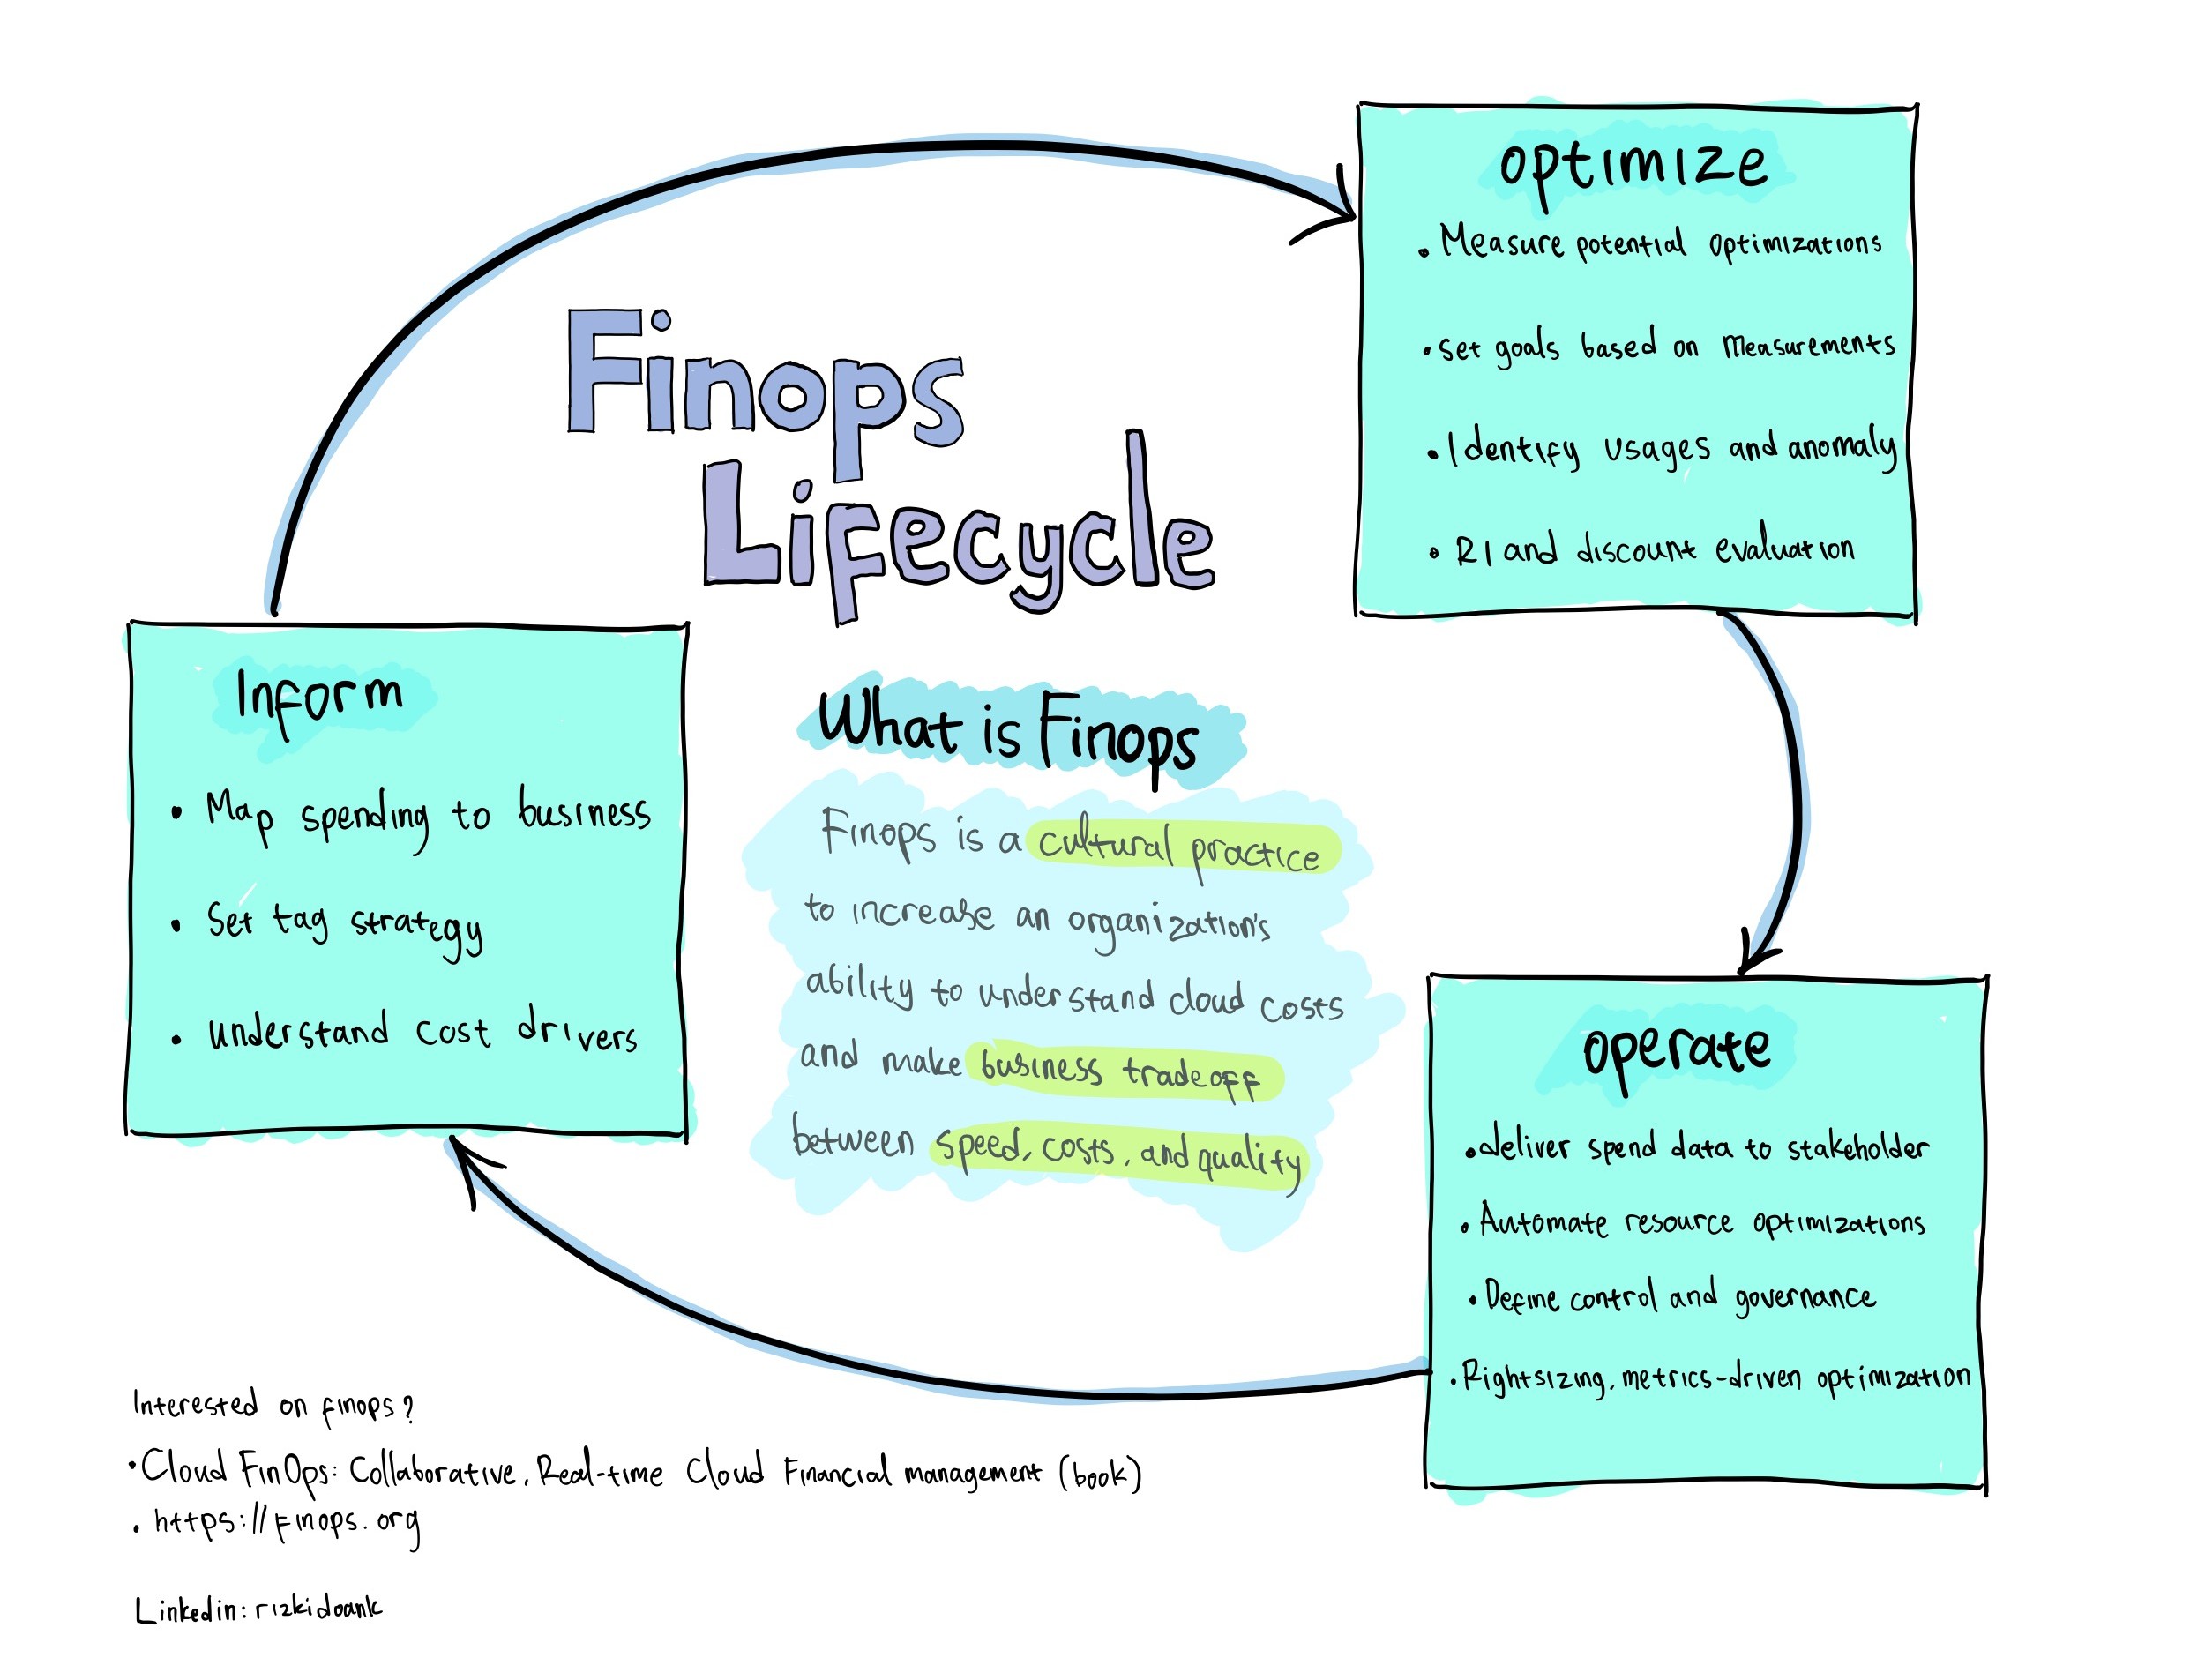 Finops
Lifecycle
optimize
• Measure potential optimizations
• set goals based on measurements
• Identify usages and anomaly
• RI and discount evaluation
Inform
• Map spending to business
• Set tag strategy
• understand cost drivers
What is Finops
Finops is a cultural practice
to increase an organization's
ability to understand cloud costs
and make business tradeoff
between speed, costs, and quality
operate
• deliver spend data to stakeholder
• Automate resource optimizations
• Define control and governance
• Rightsizing, metrics-driven optimization
Interested on finops?
• Cloud FinOps: Collaborative, Real-time Cloud Financial management (book)
• https://finops.org
Linkedin: rizkidoank